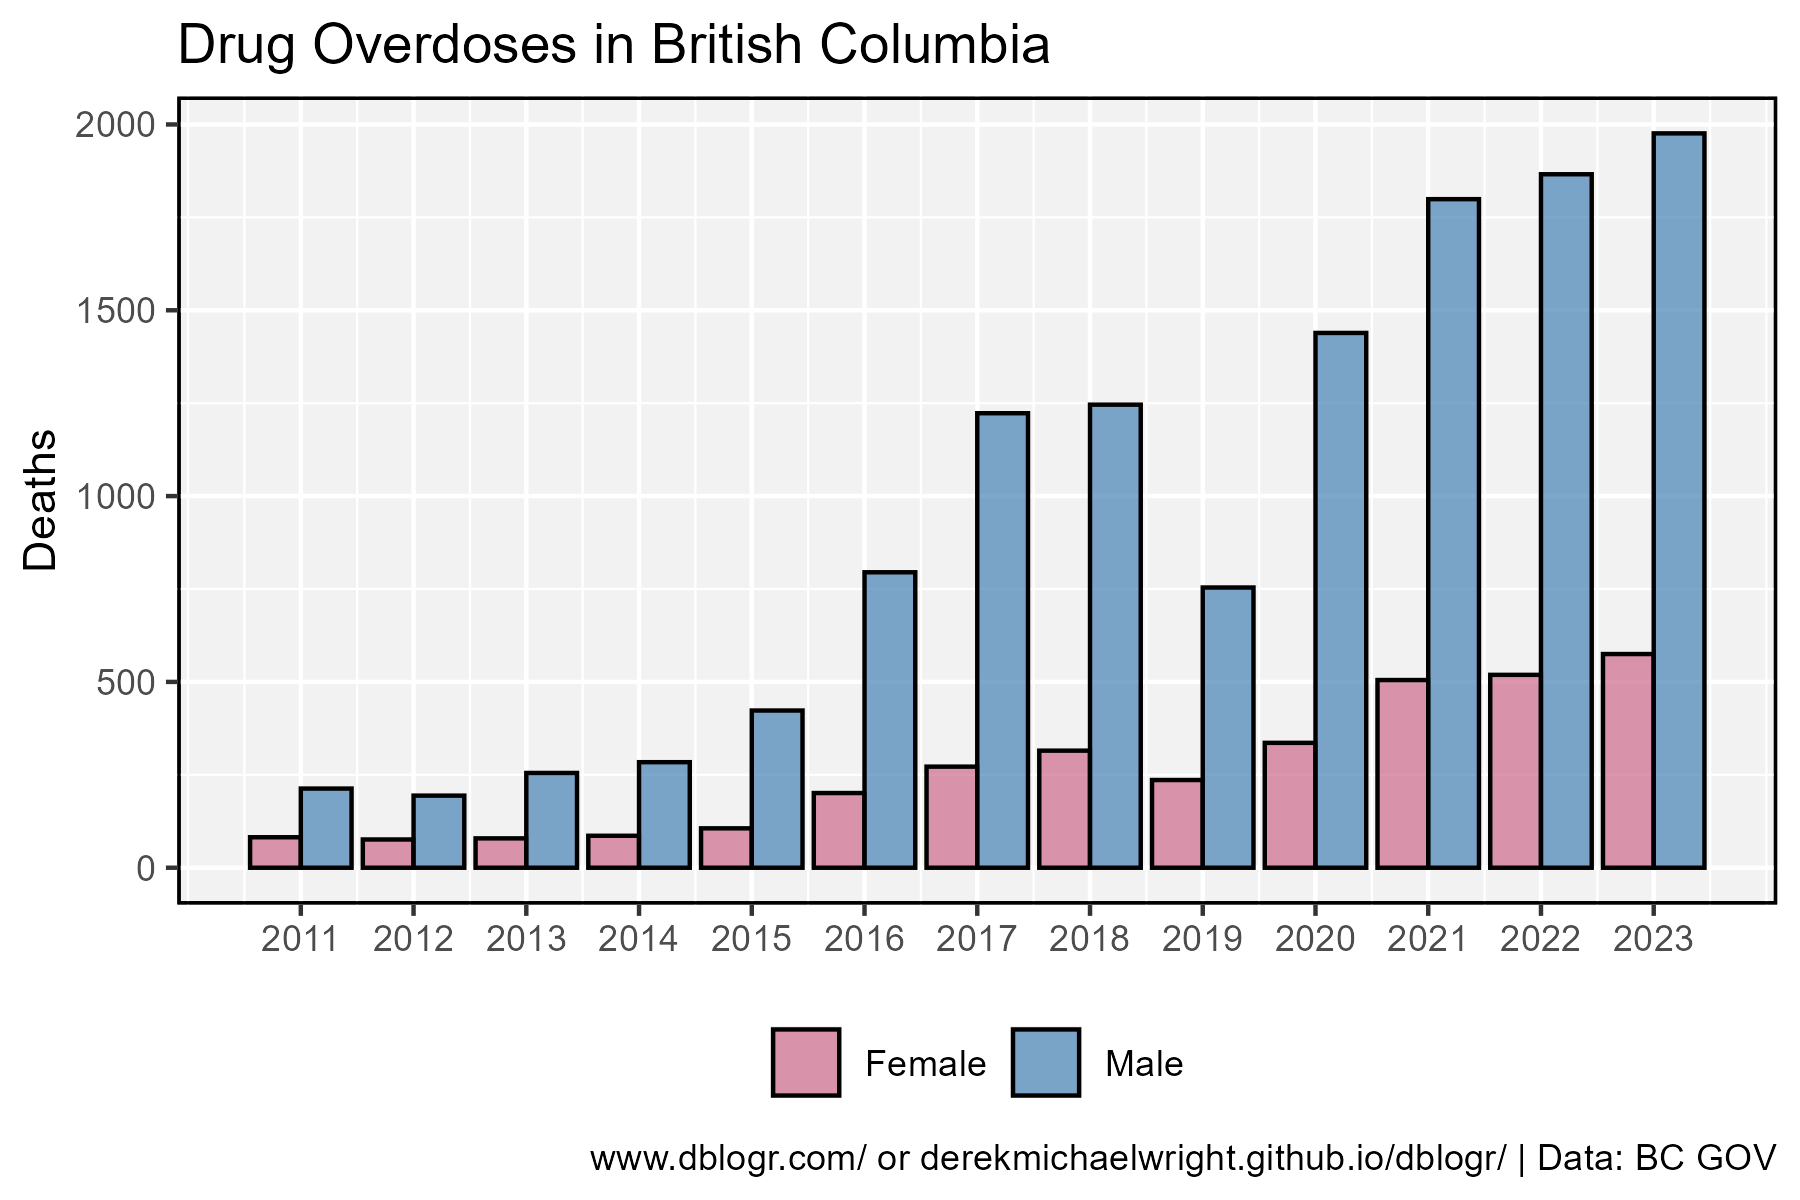 Drug Overdoses in British Columbia
Deaths
2000
1500
1000
500
0
2011 2012 2013 2014 2015 2016 2017 2018 2019 2020 2021 2022 2023
Female Male
www.dblogr.com/ or derekmichaelwright.github.io/dblogr/ | Data: BC GOV